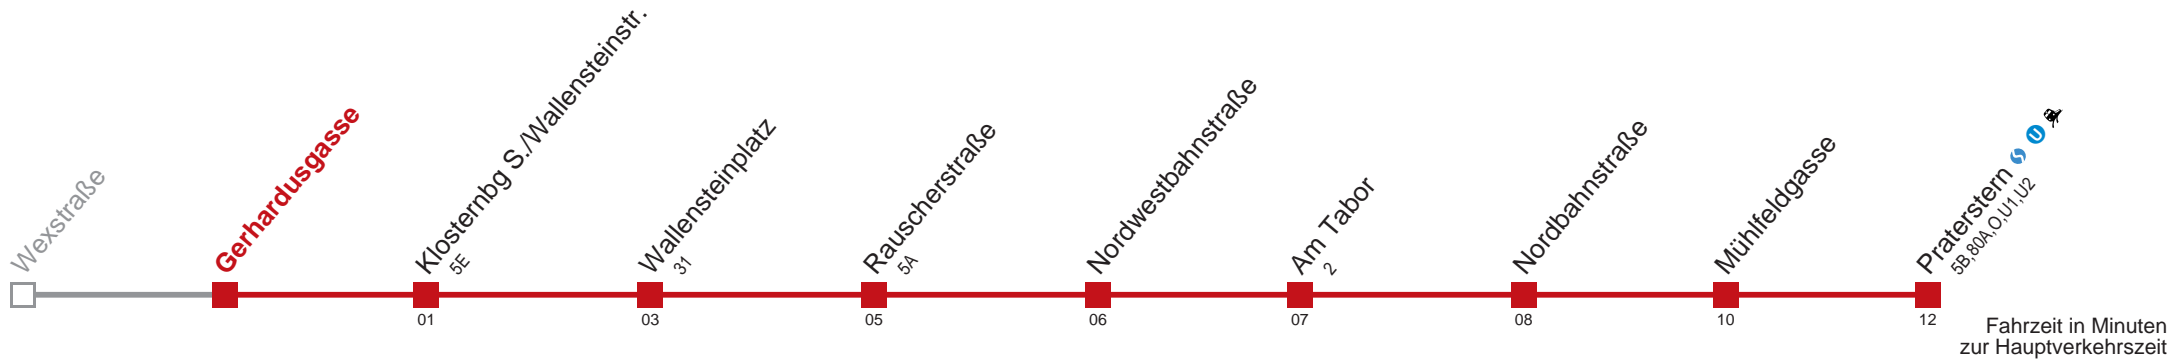 Wexstraße
Gerhardusgasse
Klosternbg S./Wallensteinstr.
5E
Wallensteinplatz
31
Rauscherstraße
5A
Nordwestbahnstraße
Am Tabor
2
Nordbahnstraße
Mühlfeldgasse
Praterstern S U
5B,80A,O,U1,U2
01
03
05
06
07
08
10
12
Fahrzeit in Minuten
zur Hauptverkehrszeit